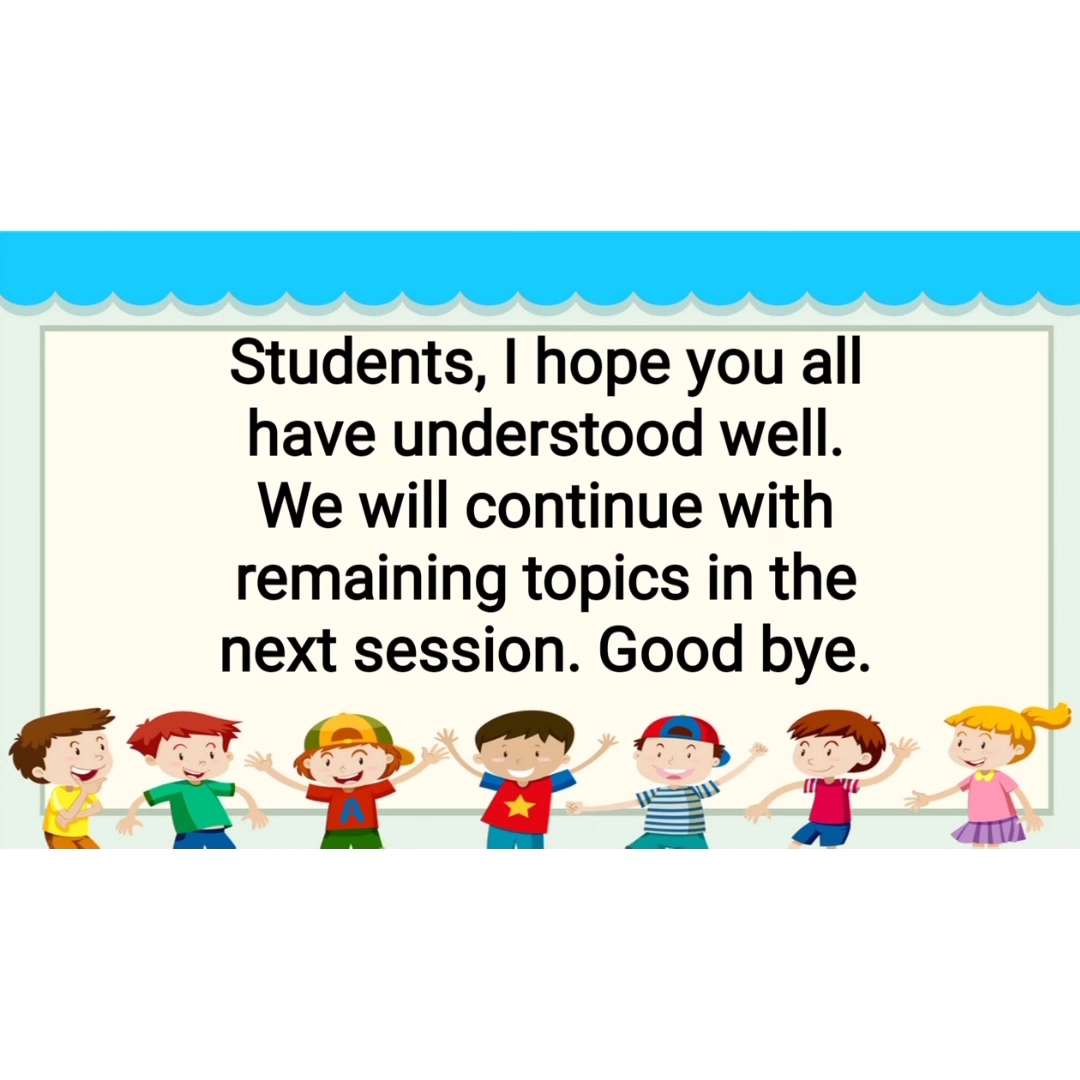 Students, I hope you all
have understood well.
We will continue with
remaining topics in the
next session. Good bye.
A